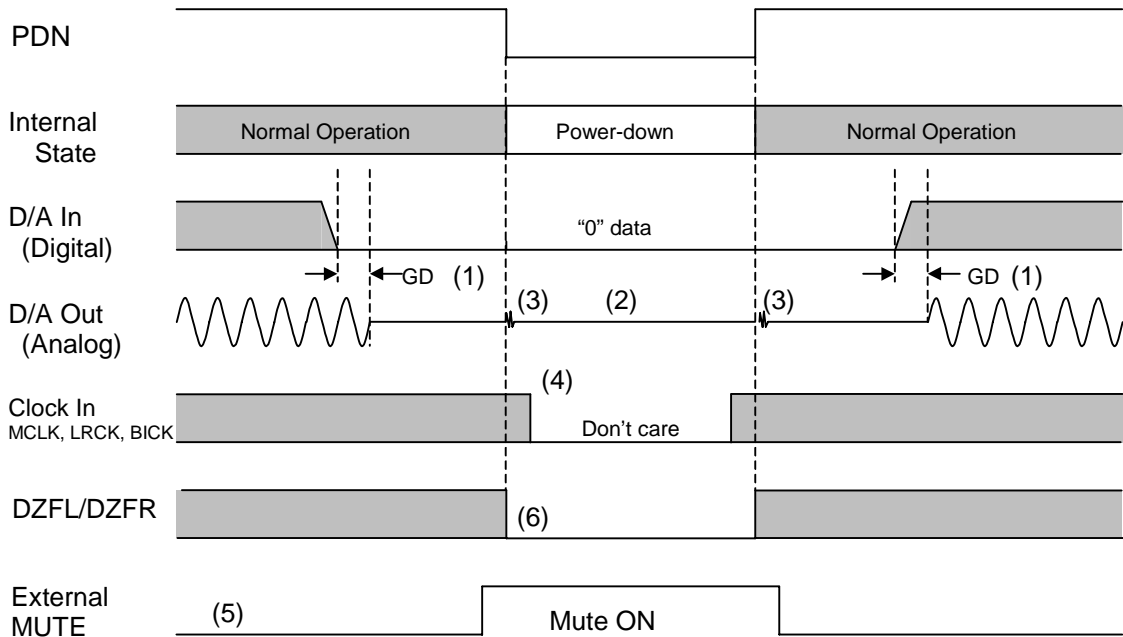 PDN
Internal
State
Normal Operation
Power-down
Normal Operation
D/A In
(Digital)
“0” data
GD (1)
GD (1)
D/A Out
(Analog)
(3)
(2)
(3)
Clock In
MCLK, LRCK, BICK
(4)
Don’t care
DZFL/DZFR
(6)
External
MUTE
(5)
Mute ON